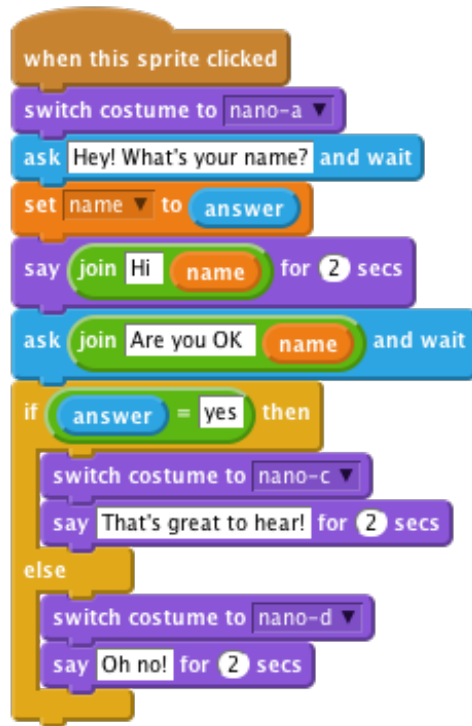 when this sprite clicked
switch costume to nano-a
ask Hey! What's your name? and wait
set name to answer
say join Hi name for 2 secs
ask join Are you OK name and wait
if answer = yes then
switch costume to nano-c
say That's great to hear! for 2 secs
else
switch costume to nano-d
say Oh no! for 2 secs